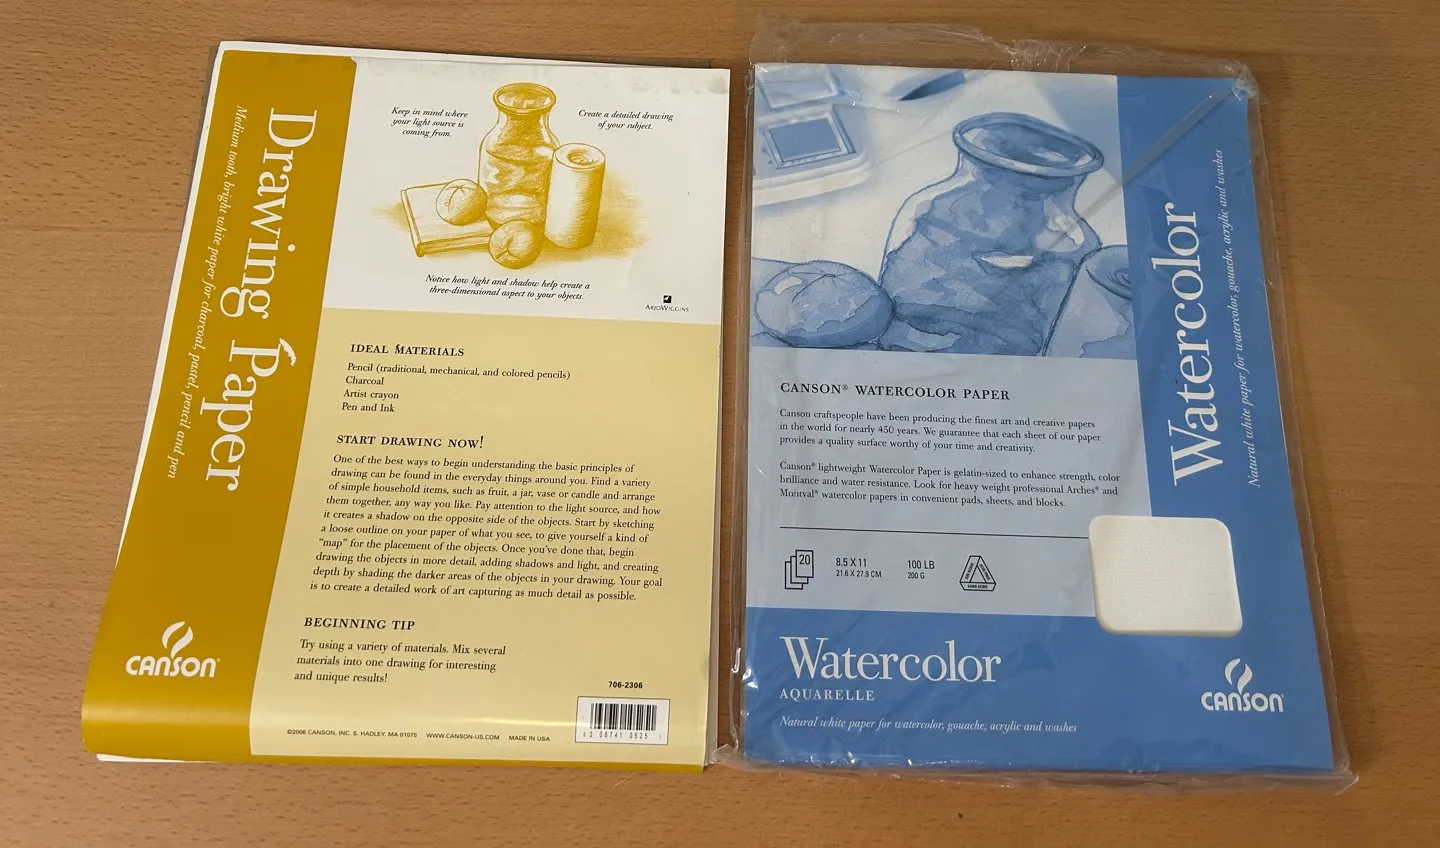 Drawing Paper
Medium tooth, bright white paper for charcoal, pastel, pencil and pen
CANSON®
Keep in mind where
your light source is
coming from.
Create a detailed drawing
of your subject.
Notice how light and shadow help create a
three-dimensional aspect to your objects.
ARJOWIGGINS
IDEAL MATERIALS
Pencil (traditional, mechanical, and colored pencils)
Charcoal
Artist crayon
Pen and Ink
START DRAWING NOW!
One of the best ways to begin understanding the basic principles of
drawing can be found in the everyday things around you. Find a variety
of simple household items, such as fruit, a jar, vase or candle and arrange
them together, any way you like. Pay attention to the light source, and how
it creates a shadow on the opposite side of the objects. Start by sketching
a loose outline on your paper of what you see, to give yourself a kind of
"map" for the placement of the objects. Once you've done that, begin
drawing the objects in more detail, adding shadows and light, and creating
depth by shading the darker areas of the objects in your drawing. Your goal
is to create a detailed work of art capturing as much detail as possible.
BEGINNING TIP
Try using a variety of materials. Mix several
materials into one drawing for interesting
and unique results!
706-2306
©2006 CANSON, INC. S. HADLEY, MA 01075 WWW.CANSON-US.COM MADE IN USA
Watercolor
Natural white paper for watercolor, gouache, acrylic and washes
CANSON® WATERCOLOR PAPER
Canson craftspeople have been producing the finest art and creative papers
in the world for nearly 450 years. We guarantee that each sheet of our paper
provides a quality surface worthy of your time and creativity.
Canson® lightweight Watercolor Paper is gelatin-sized to enhance strength, color
brilliance and water resistance. Look for heavy weight professional Arches® and
Montval® watercolor papers in convenient pads, sheets, and blocks.
20
8.5 X 11
21.6 X 27.9 CM
100 LB
200 G
Watercolor
AQUARELLE
Natural white paper for watercolor, gouache, acrylic and washes
CANSON®